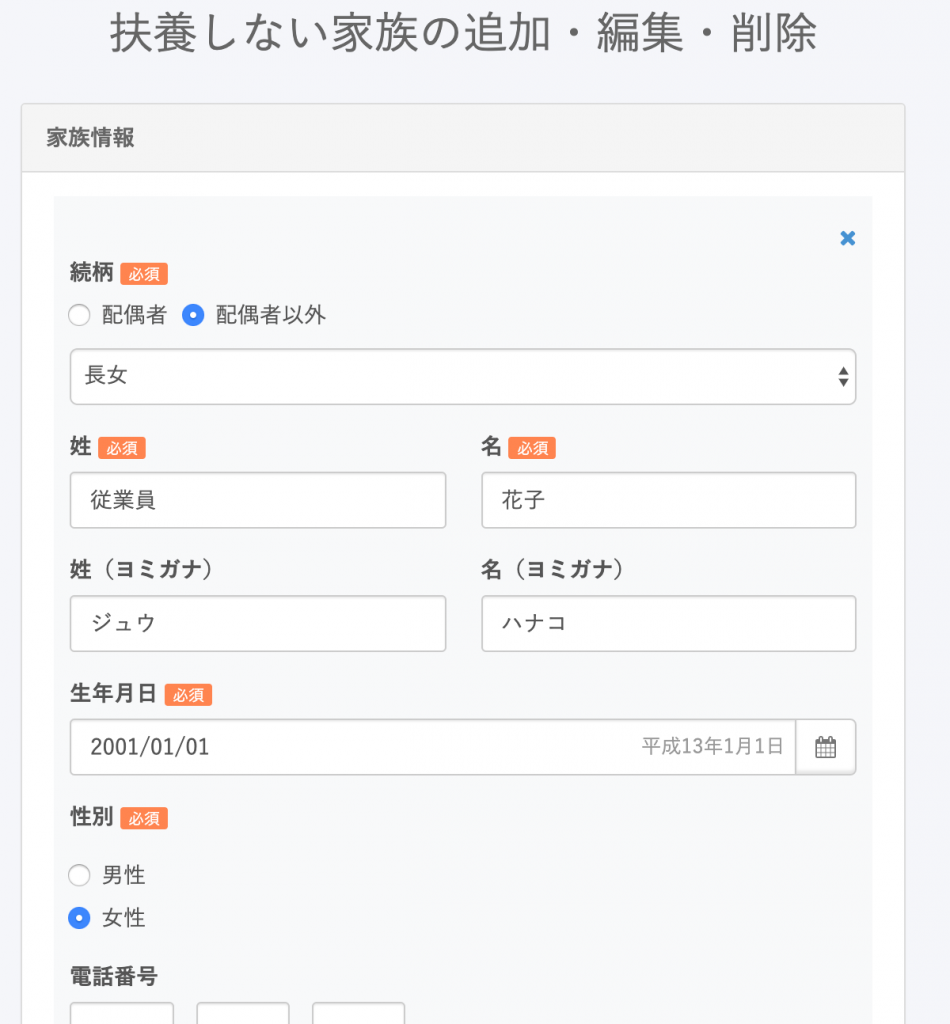 扶養しない家族の追加・編集・削除
家族情報
続柄 必須
配偶者 配偶者以外
長女
姓 必須 名 必須
従業員 花子
姓（ヨミガナ） 名（ヨミガナ）
ジュウ ハナコ
生年月日 必須
2001/01/01 平成13年1月1日
性別 必須
男性
女性
電話番号